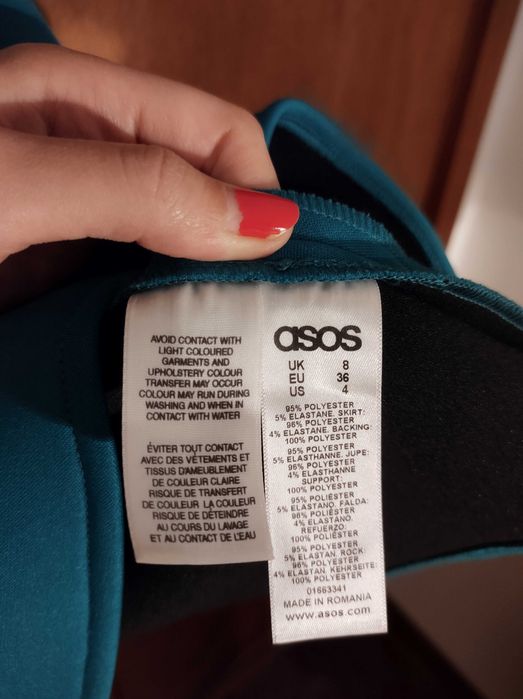 AVOID CONTACT WITH
LIGHT COLOURED
GARMENTS AND
UPHOLSTERY COLOUR
TRANSFER MAY OCCUR
COLOUR MAY RUN DURING
WASHING AND WHEN IN
CONTACT WITH WATER
ÉVITER TOUT CONTACT
AVEC DES VÊTEMENTS ET
TISSUS D'AMEUBLEMENT
DE COULEUR CLAIRE
RISQUE DE TRANSFERT
DE COULEUR LA COULEUR
RISQUE DE DÉTEINDRE
AU COURS DU LAVAGE
ET AU CONTACT DE L'EAU
asos
UK 8
EU 36
US 4
95% POLYESTER
5% ELASTANE. SKIRT:
96% POLYESTER
4% ELASTANE. BACKING:
100% POLYESTER
95% POLYESTER
5% ELASTHANNE. JUPE:
96% POLYESTER
4% ELASTHANNE
SUPPORT:
100% POLYESTER
95% POLIÉSTER
5% ELASTANO. FALDA:
96% POLIÉSTER
4% ELASTANO.
REFUERZO:
100% POLIÉSTER
95% POLYESTER
5% ELASTAN. ROCK:
96% POLYESTER
4% ELASTAN. KEHRSEITE:
100% POLYESTER
01663341
MADE IN ROMANIA
www.asos.com